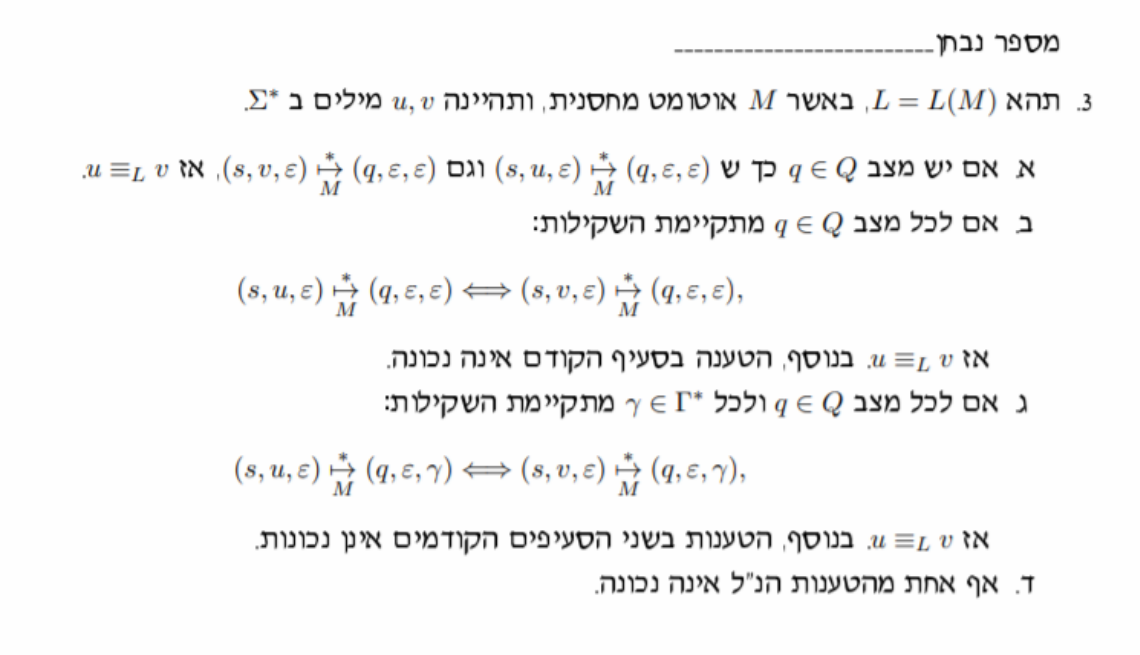 מספר נבחן__________________________
3. תהא L = L(M), באשר M אוטומט מחסנית, ותהיינה u, v מילים ב Σ*.
א. אם יש מצב q ∈ Q כך ש (s, u, ε) ↦*_M (q, ε, ε) וגם (s, v, ε) ↦*_M (q, ε, ε), אז u ≡_L v.
ב. אם לכל מצב q ∈ Q מתקיימת השקילות:
(s, u, ε) ↦*_M (q, ε, ε) ⟺ (s, v, ε) ↦*_M (q, ε, ε),
אז u ≡_L v. בנוסף, הטענה בסעיף הקודם אינה נכונה.
ג. אם לכל מצב q ∈ Q ולכל γ ∈ Γ* מתקיימת השקילות:
(s, u, ε) ↦*_M (q, ε, γ) ⟺ (s, v, ε) ↦*_M (q, ε, γ),
אז u ≡_L v. בנוסף, הטענות בשני הסעיפים הקודמים אינן נכונות.
ד. אף אחת מהטענות הנ"ל אינה נכונה.